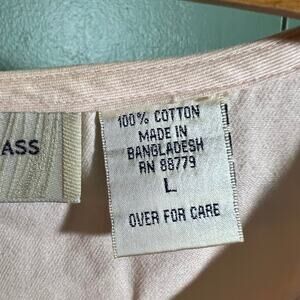 ASS
100% COTTON
MADE IN
BANGLADESH
RN 88779
L
OVER FOR CARE